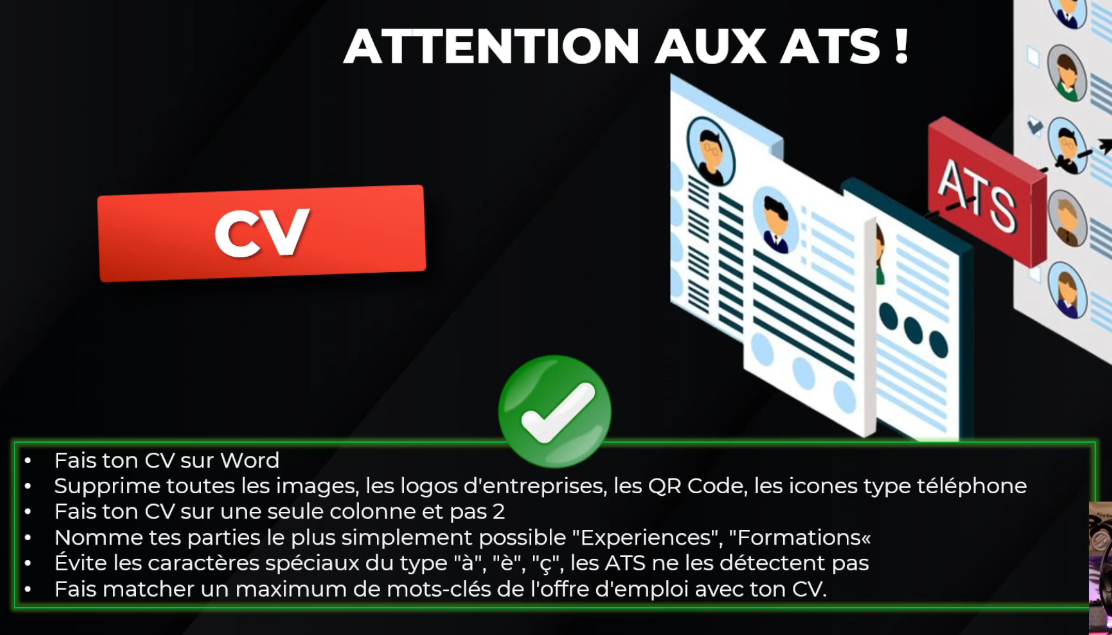 ATTENTION AUX ATS !
ATS
CV
• Fais ton CV sur Word
• Supprime toutes les images, les logos d'entreprises, les QR Code, les icones type téléphone
• Fais ton CV sur une seule colonne et pas 2
• Nomme tes parties le plus simplement possible "Experiences", "Formations«
• Évite les caractères spéciaux du type "à", "è", "ç", les ATS ne les détectent pas
• Fais matcher un maximum de mots-clés de l'offre d'emploi avec ton CV.